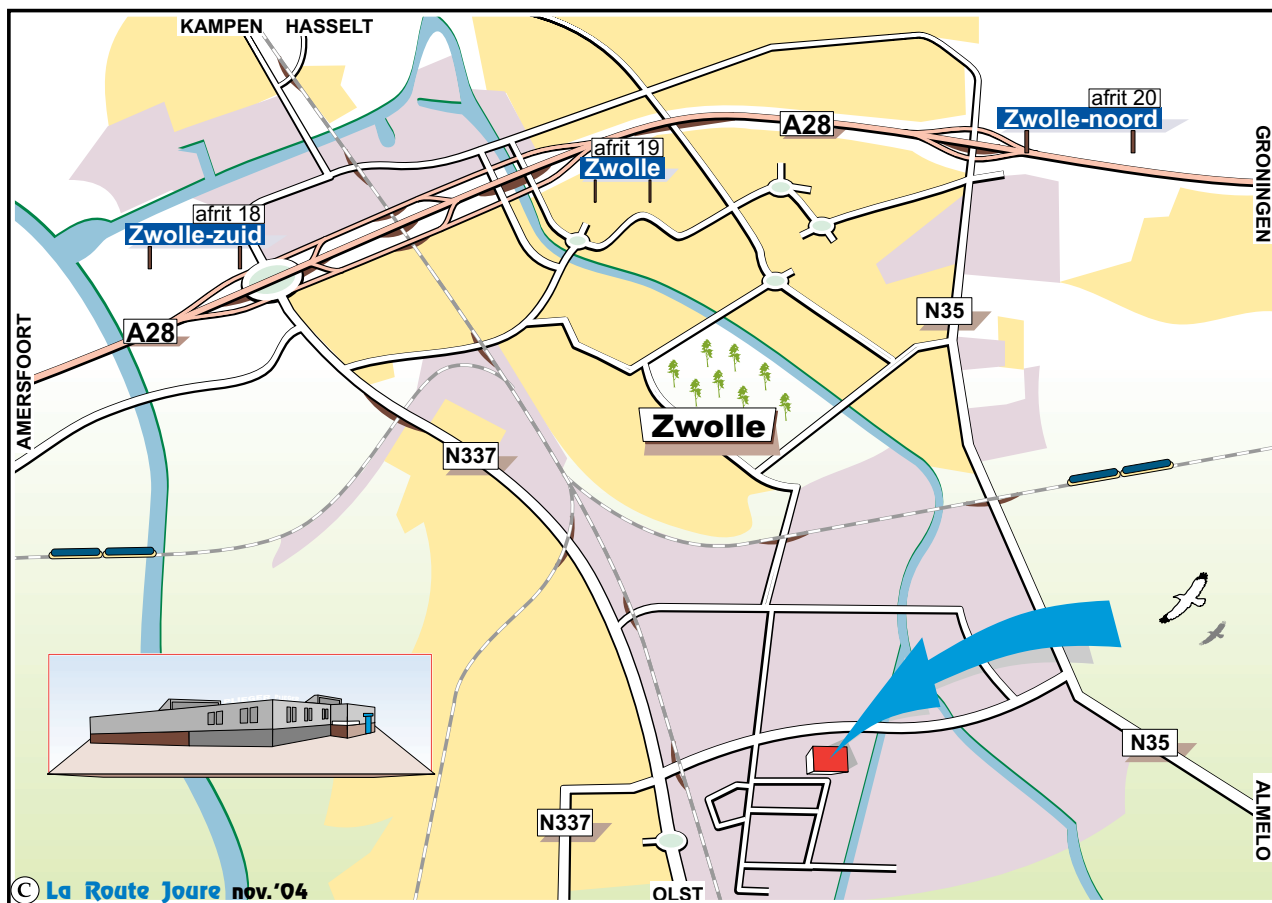 KAMPEN HASSELT
afrit 20
Zwolle-noord
A28
GRONINGEN
afrit 19
Zwolle
afrit 18
Zwolle-zuid
A28
N35
AMERSFOORT
Zwolle
N337
N35
N337
ALMELO
OLST
© La Route Joure nov.'04